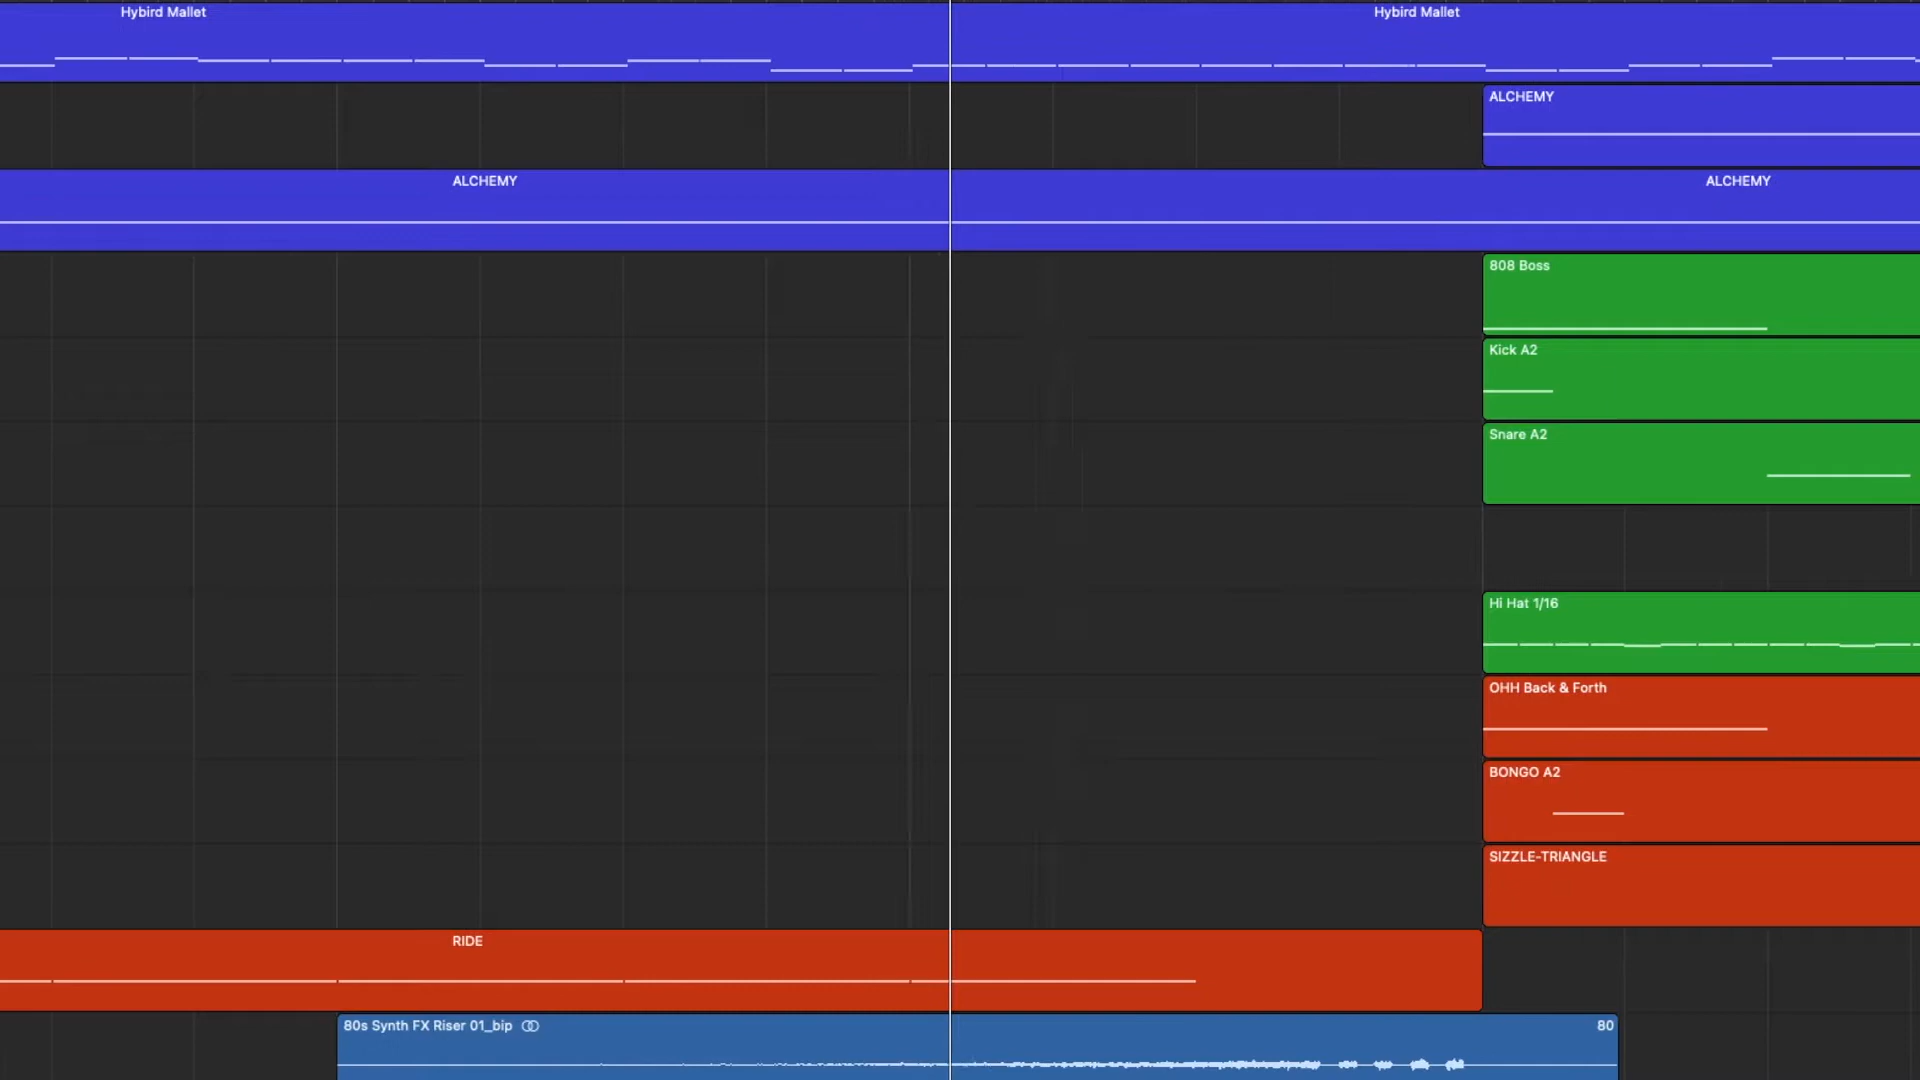 Hybird Mallet
Hybird Mallet
ALCHEMY
ALCHEMY
ALCHEMY
808 Boss
Kick A2
Snare A2
Hi Hat 1/16
OHH Back & Forth
BONGO A2
SIZZLE-TRIANGLE
RIDE
80s Synth FX Riser 01_bip
80